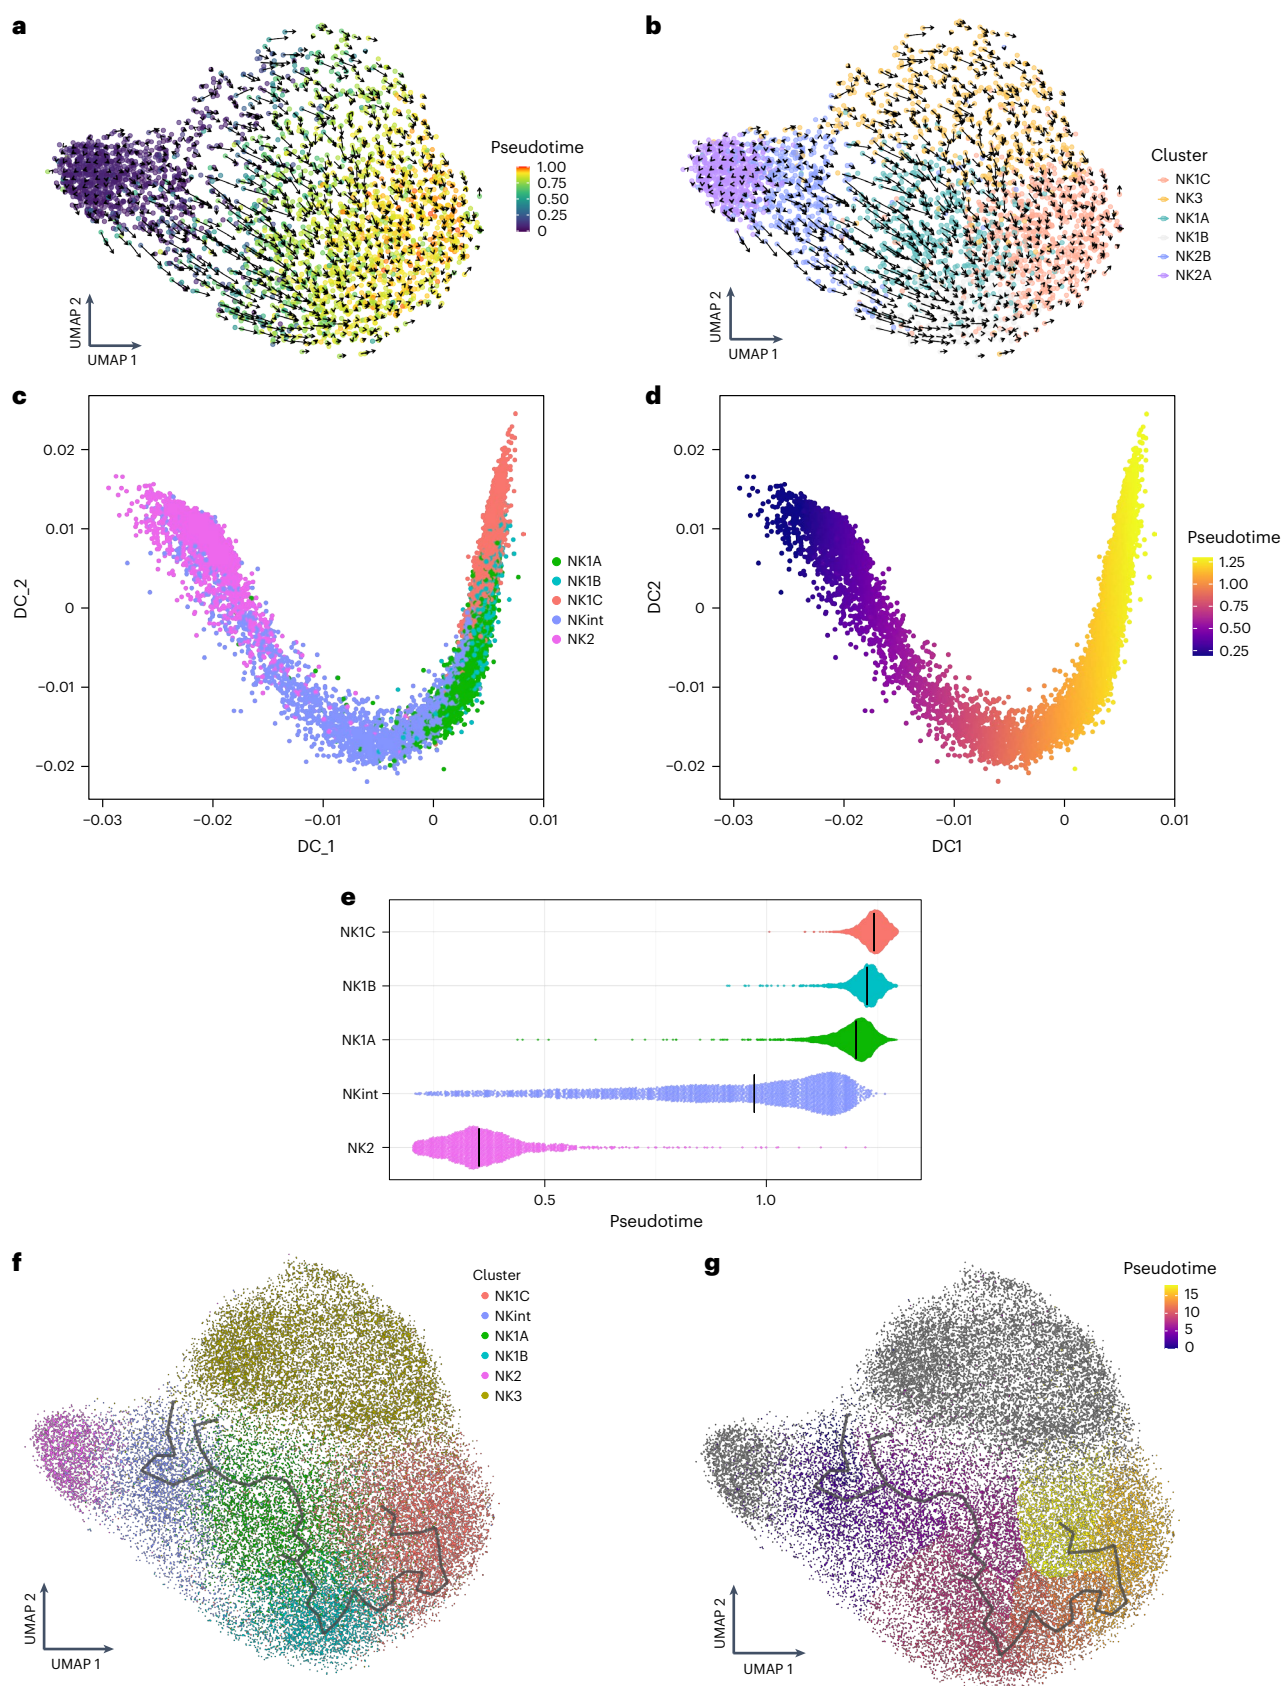 a
Pseudotime
1.00
0.75
0.50
0.25
0
UMAP 2
UMAP 1
b
Cluster
NK1C
NK3
NK1A
NK1B
NK2B
NK2A
UMAP 2
UMAP 1
c
DC_2
0.02
0.01
0
−0.01
−0.02
−0.03
−0.02
−0.01
0
0.01
DC_1
NK1A
NK1B
NK1C
NKint
NK2
d
DC2
0.02
0.01
0
−0.01
−0.02
−0.03
−0.02
−0.01
0
0.01
DC1
Pseudotime
1.25
1.00
0.75
0.50
0.25
e
NK1C
NK1B
NK1A
NKint
NK2
0.5
1.0
Pseudotime
f
Cluster
NK1C
NKint
NK1A
NK1B
NK2
NK3
UMAP 2
UMAP 1
g
Pseudotime
15
10
5
0
UMAP 2
UMAP 1